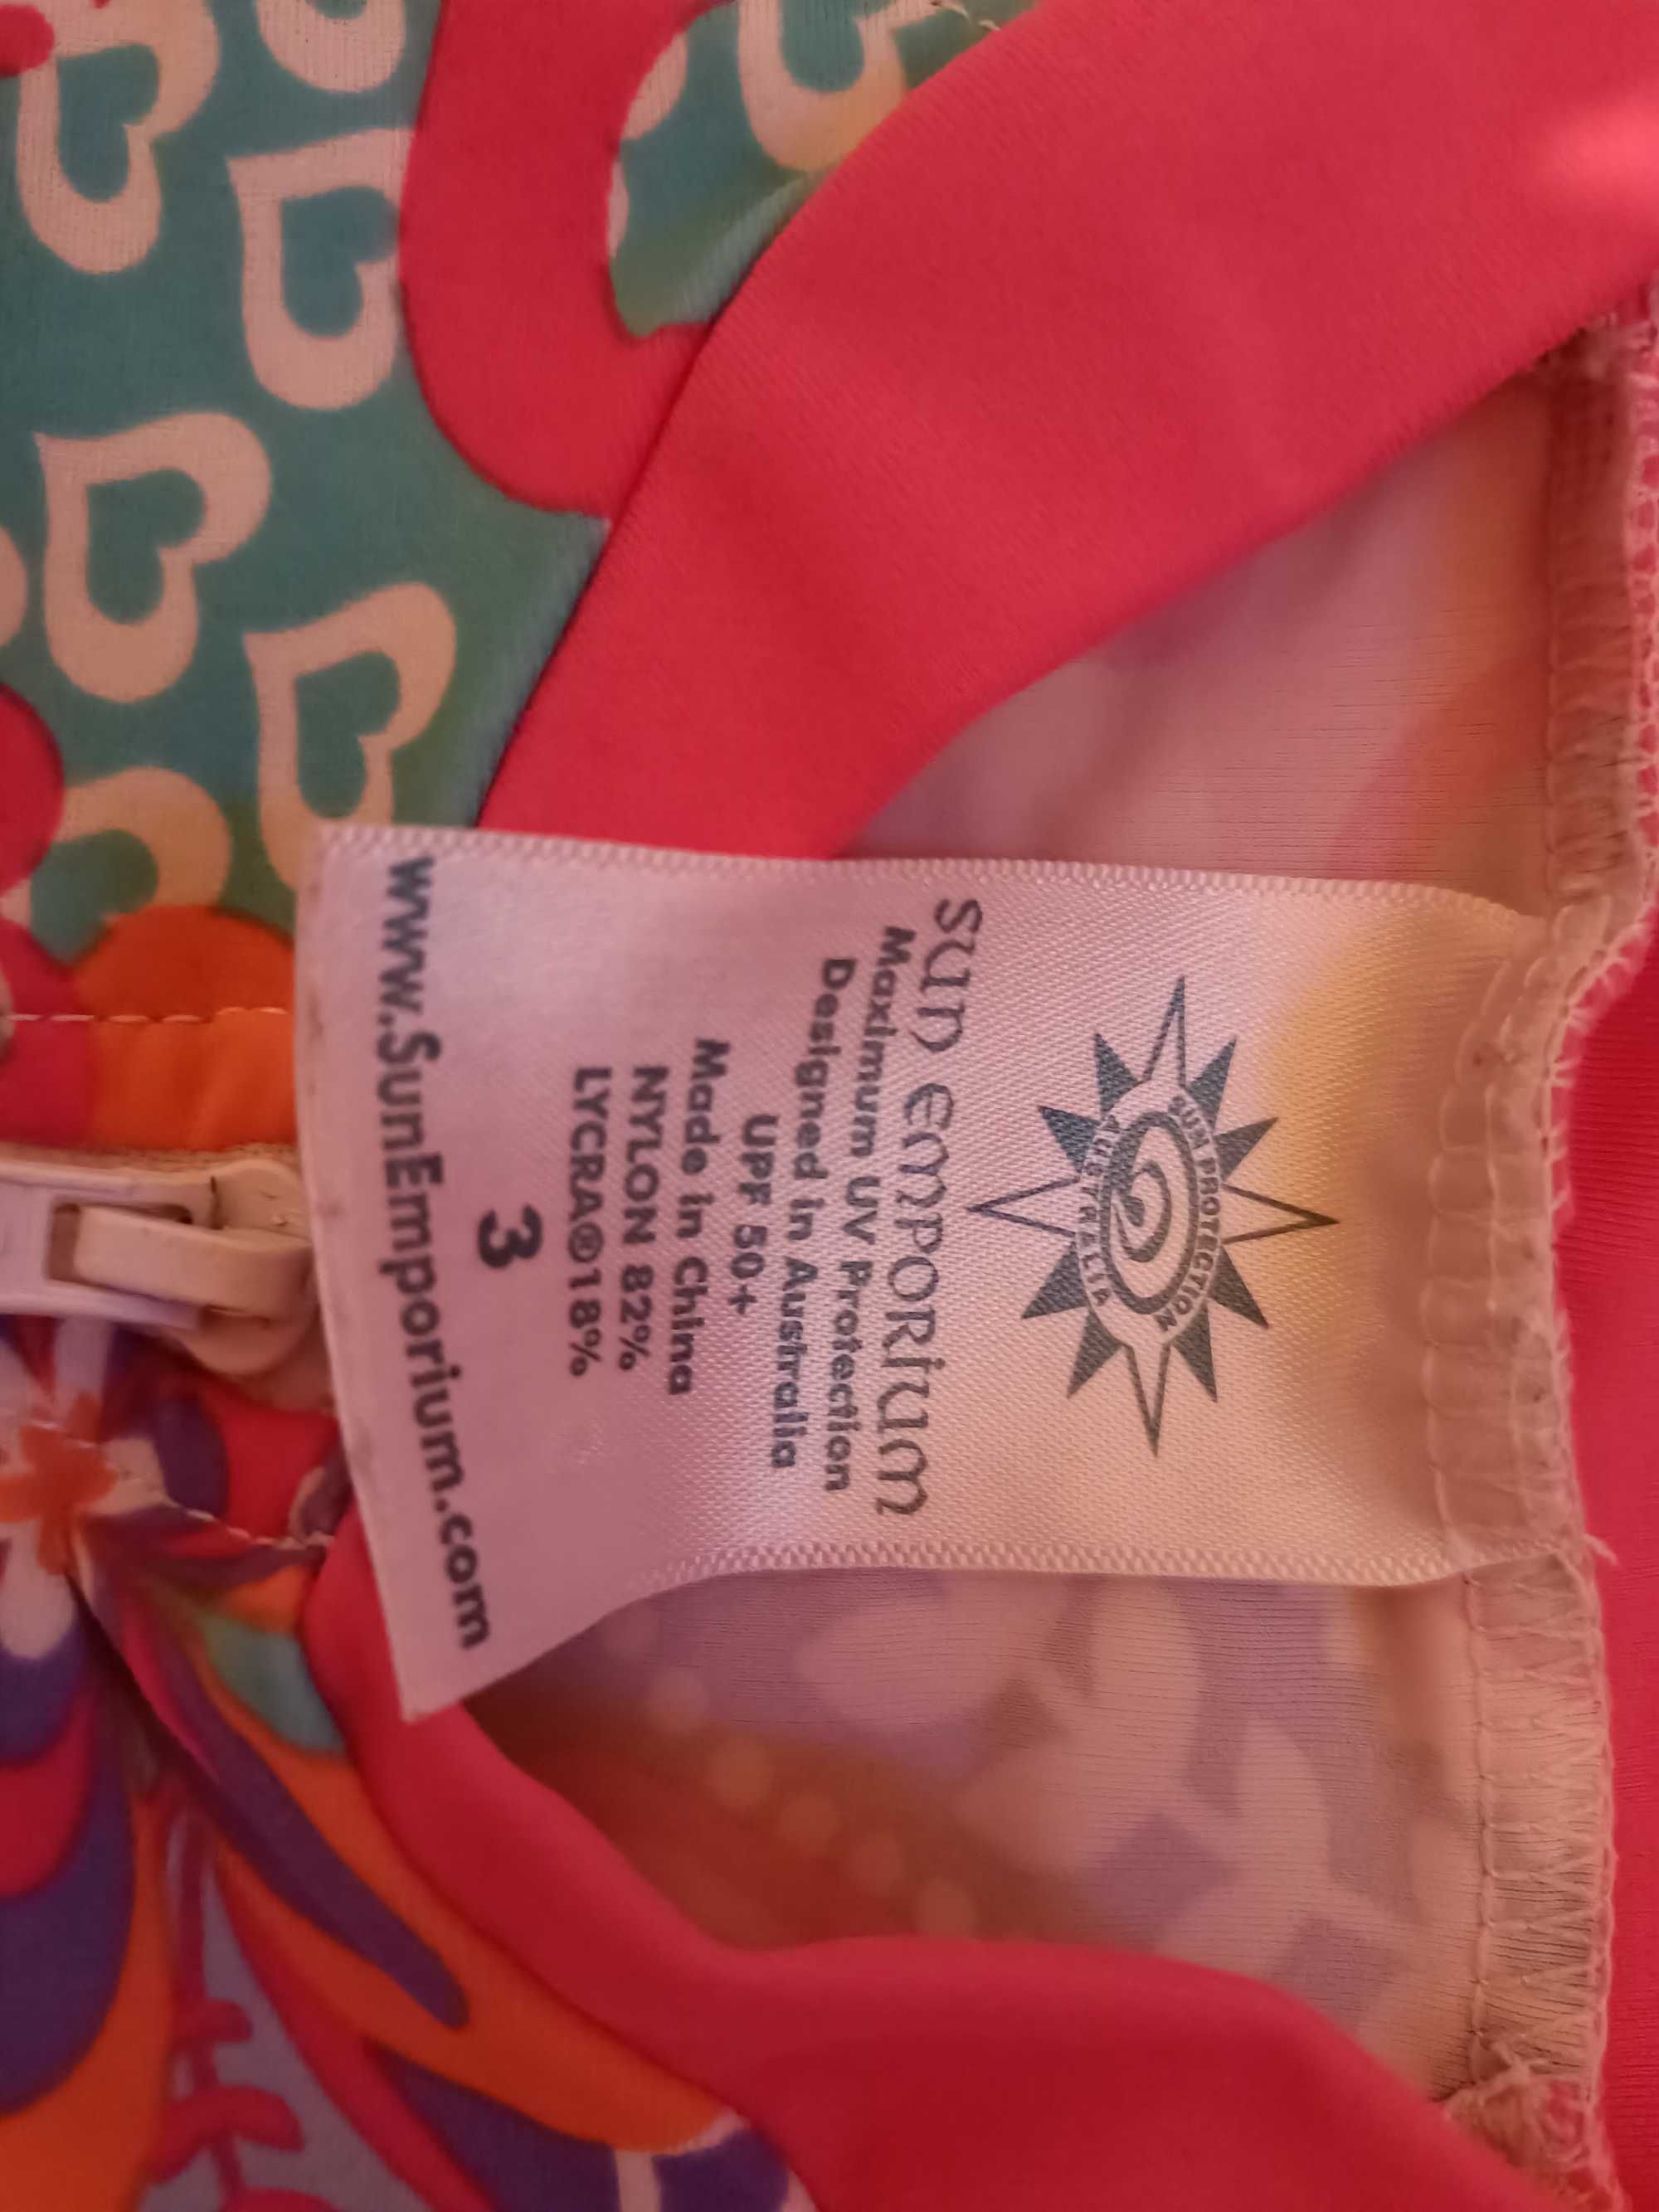 SUN PROTECTION
AUSTRALIA
sun emporium
Maximum UV Protection
Designed in Australia
UPF 50+
Made in China
NYLON 82%
LYCRA®18%
3
www.SunEmporium.com